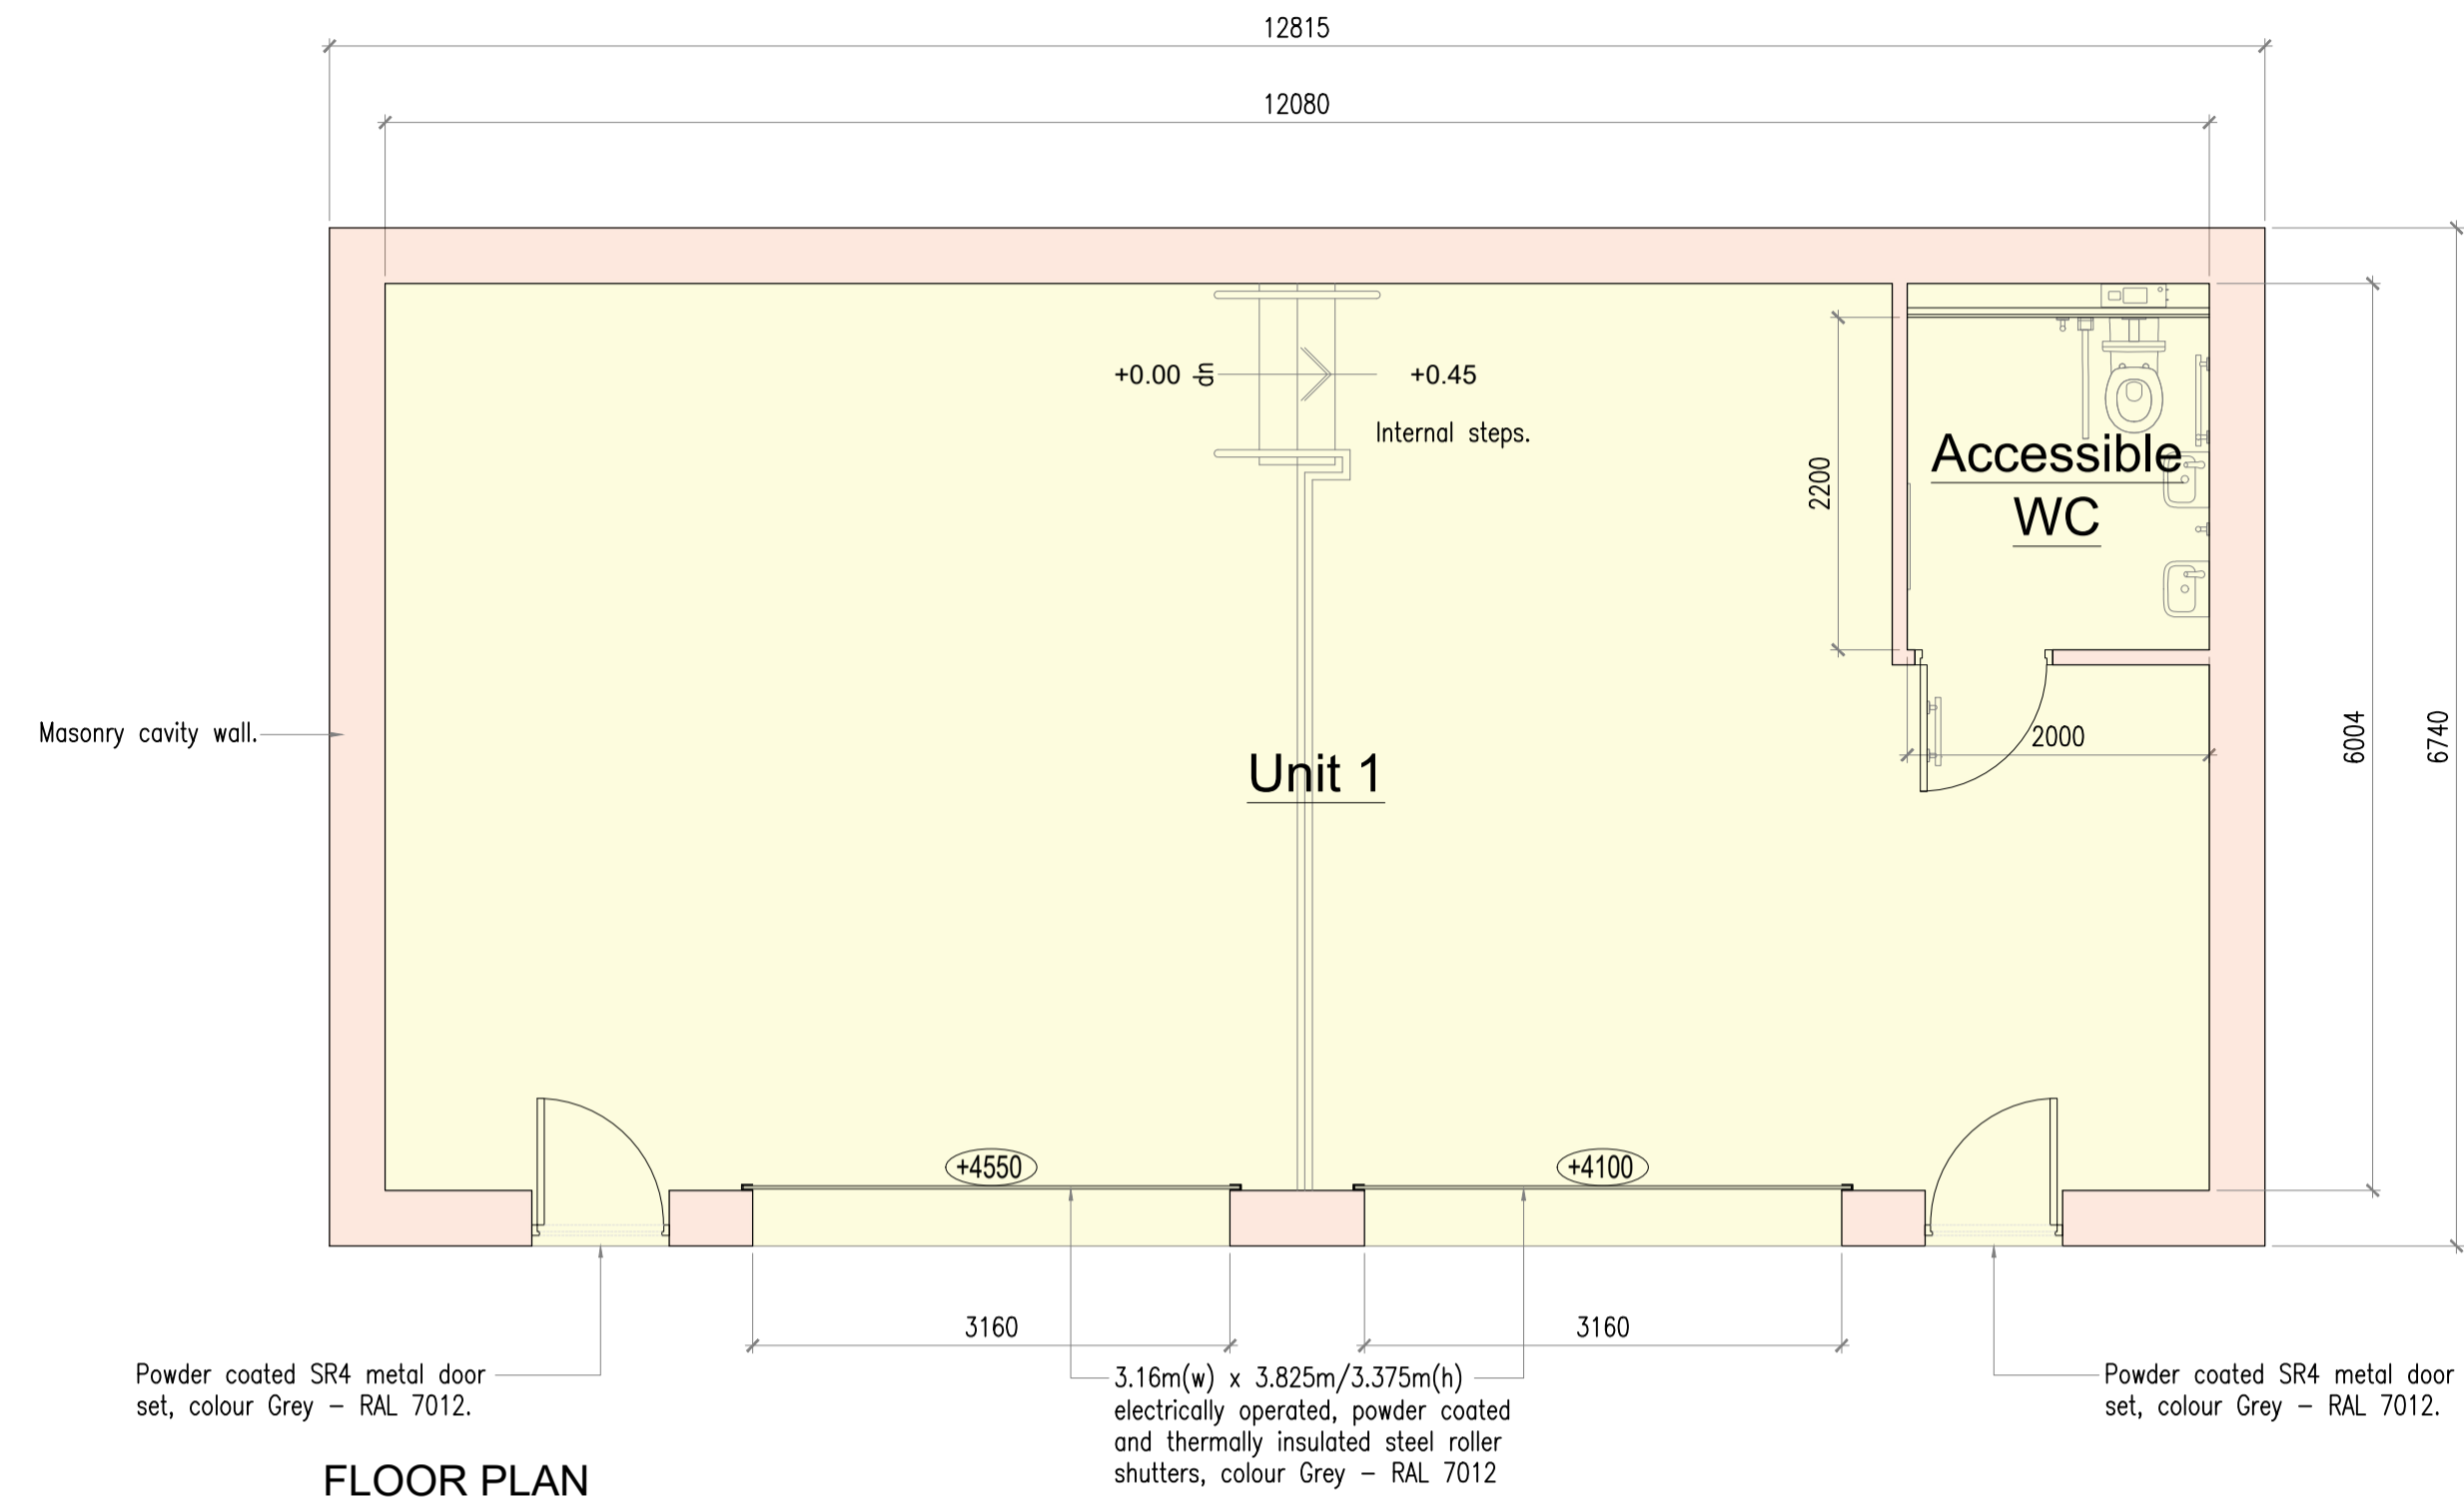 12815
12080
+0.00 up
dn
+0.45
Internal steps.
2200
Accessible
WC
Masonry cavity wall.
Unit 1
2000
6004
6740
+4550
+4100
3160
3160
Powder coated SR4 metal door
set, colour Grey – RAL 7012.
3.16m(w) x 3.825m/3.375m(h)
electrically operated, powder coated
and thermally insulated steel roller
shutters, colour Grey – RAL 7012
Powder coated SR4 metal door
set, colour Grey – RAL 7012.
FLOOR PLAN